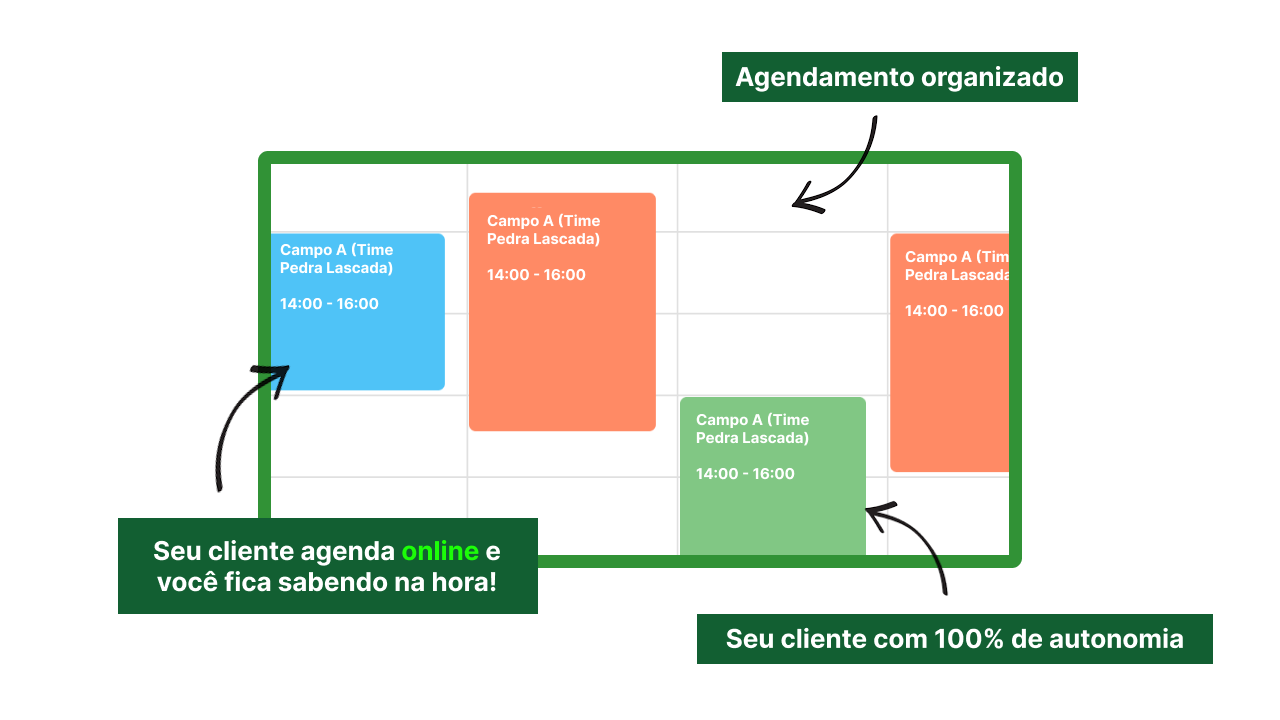 Agendamento organizado
Campo A (Time
Pedra Lascada)
14:00 - 16:00
Campo A (Time
Pedra Lascada)
14:00 - 16:00
Campo A (Time
Pedra Lascada)
14:00 - 16:00
Campo A (Tim
Pedra Lascada
14:00 - 16:00
Seu cliente agenda online e
você fica sabendo na hora!
Seu cliente com 100% de autonomia